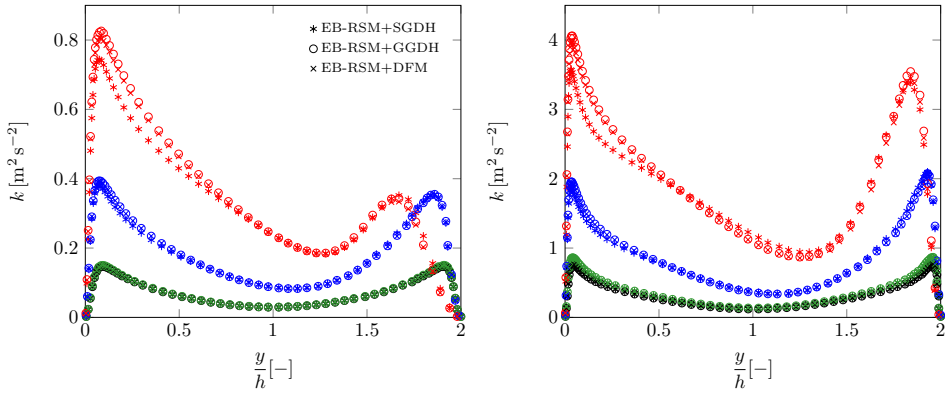 EB-RSM+SGDH
EB-RSM+GGDH
EB-RSM+DFM
0.8
0.6
0.4
0.2
0
k [m² s⁻²]
0
0.5
1
1.5
2
y/h [−]
4
3
2
1
0
k [m² s⁻²]
0
0.5
1
1.5
2
y/h [−]